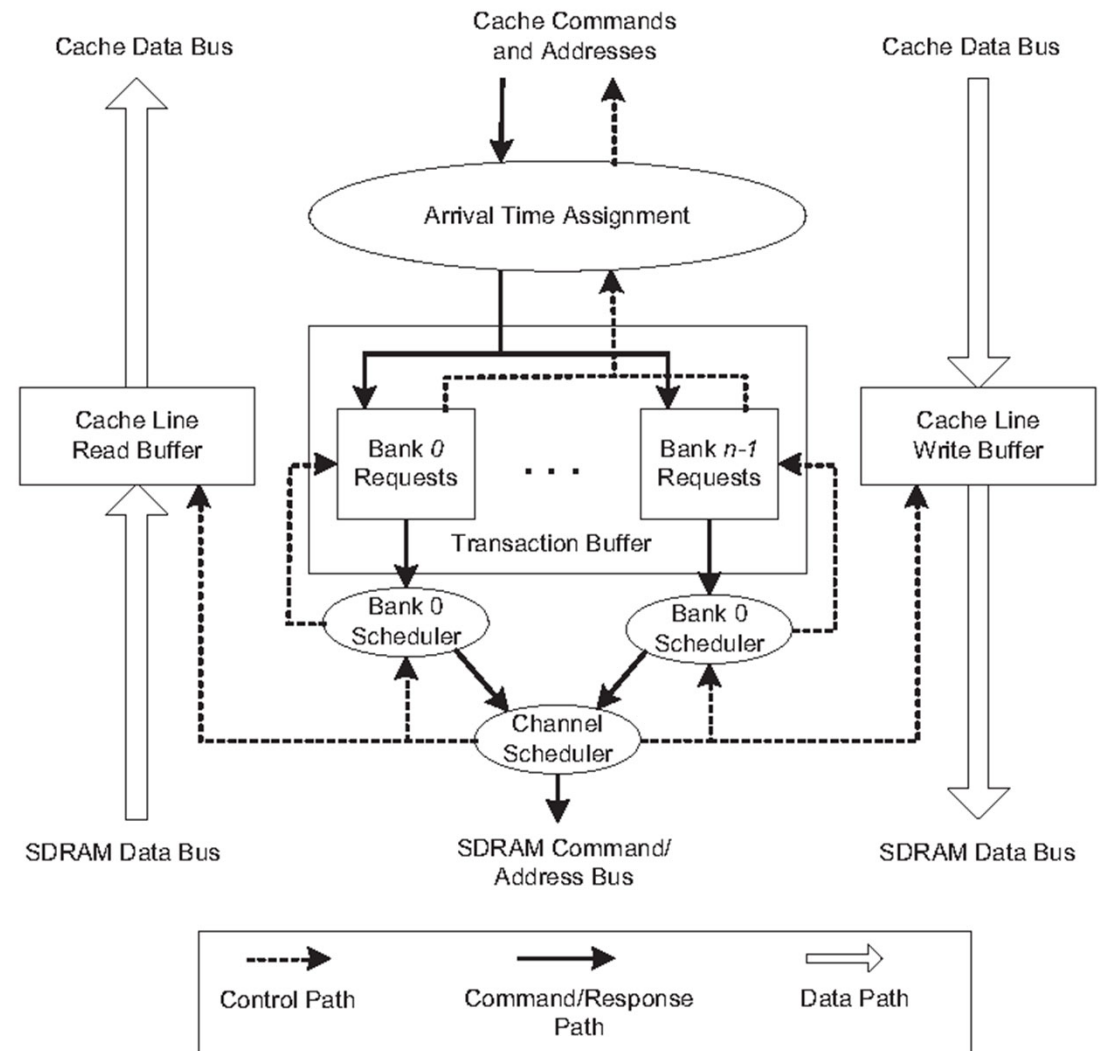 Cache Commands
and Addresses
Cache Data Bus
Cache Data Bus
Arrival Time Assignment
Cache Line
Read Buffer
Bank 0
Requests
. . .
Bank n-1
Requests
Cache Line
Write Buffer
Transaction Buffer
Bank 0
Scheduler
Bank 0
Scheduler
Channel
Scheduler
SDRAM Data Bus
SDRAM Command/
Address Bus
SDRAM Data Bus
Control Path
Command/Response
Path
Data Path